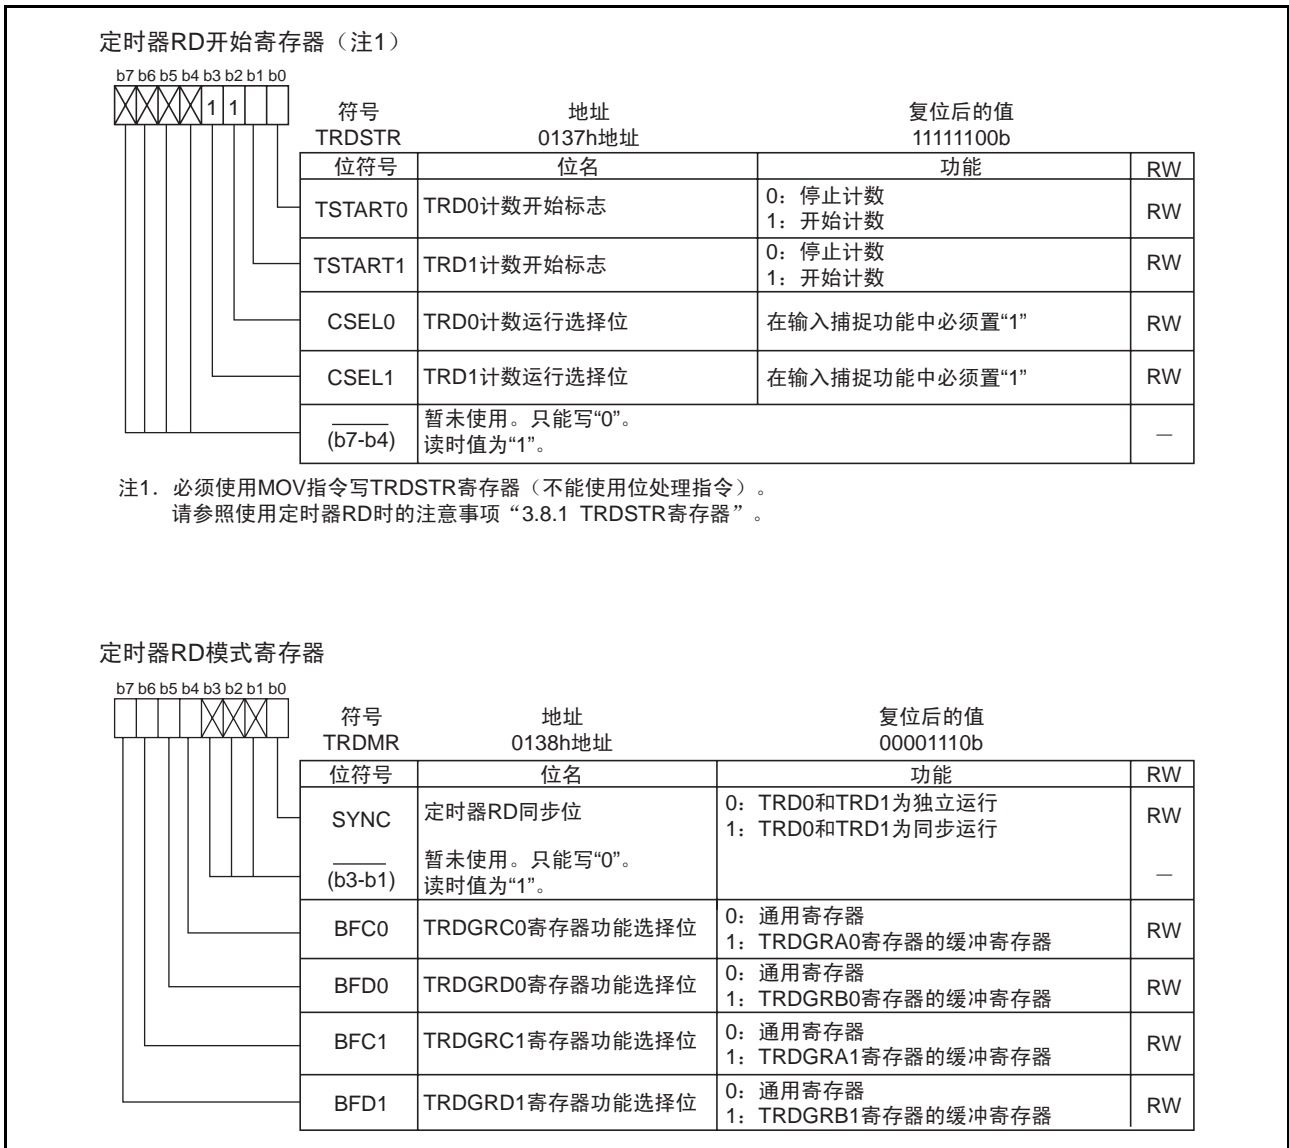 定时器RD开始寄存器（注1）
b7 b6 b5 b4 b3 b2 b1 b0
1 1
符号 地址 复位后的值
TRDSTR 0137h地址 11111100b
位符号 位名 功能 RW
TSTART0 TRD0计数开始标志 0：停止计数 RW
1：开始计数
TSTART1 TRD1计数开始标志 0：停止计数 RW
1：开始计数
CSEL0 TRD0计数运行选择位 在输入捕捉功能中必须置“1” RW
CSEL1 TRD1计数运行选择位 在输入捕捉功能中必须置“1” RW
(b7-b4) 暂未使用。只能写“0”。 —
读时值为“1”。
注1．必须使用MOV指令写TRDSTR寄存器（不能使用位处理指令）。
请参照使用定时器RD时的注意事项“3.8.1 TRDSTR寄存器”。
定时器RD模式寄存器
b7 b6 b5 b4 b3 b2 b1 b0
符号 地址 复位后的值
TRDMR 0138h地址 00001110b
位符号 位名 功能 RW
SYNC 定时器RD同步位 0：TRD0和TRD1为独立运行 RW
1：TRD0和TRD1为同步运行
(b3-b1) 暂未使用。只能写“0”。 —
读时值为“1”。
BFC0 TRDGRC0寄存器功能选择位 0：通用寄存器 RW
1：TRDGRA0寄存器的缓冲寄存器
BFD0 TRDGRD0寄存器功能选择位 0：通用寄存器 RW
1：TRDGRB0寄存器的缓冲寄存器
BFC1 TRDGRC1寄存器功能选择位 0：通用寄存器 RW
1：TRDGRA1寄存器的缓冲寄存器
BFD1 TRDGRD1寄存器功能选择位 0：通用寄存器 RW
1：TRDGRB1寄存器的缓冲寄存器